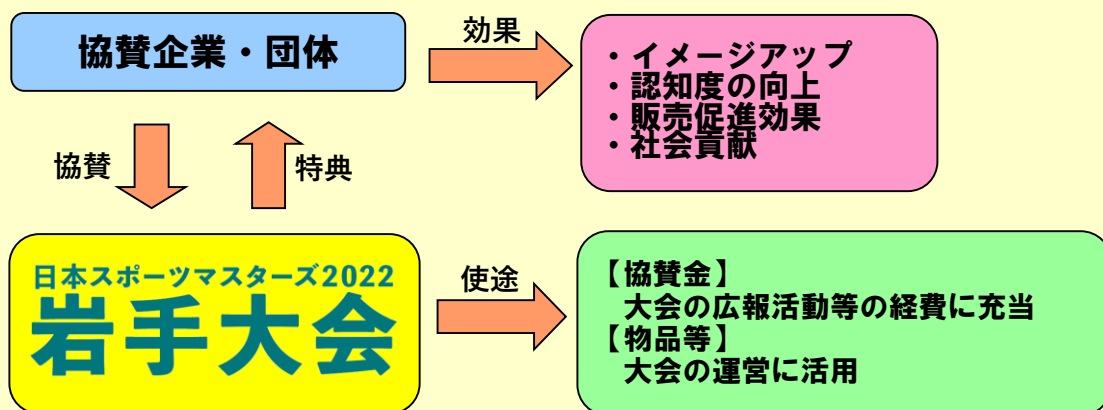 協賛企業・団体
効果
・イメージアップ
・認知度の向上
・販売促進効果
・社会貢献
協賛
特典
日本スポーツマスターズ2022
岩手大会
使途
【協賛金】
大会の広報活動等の経費に充当
【物品等】
大会の運営に活用